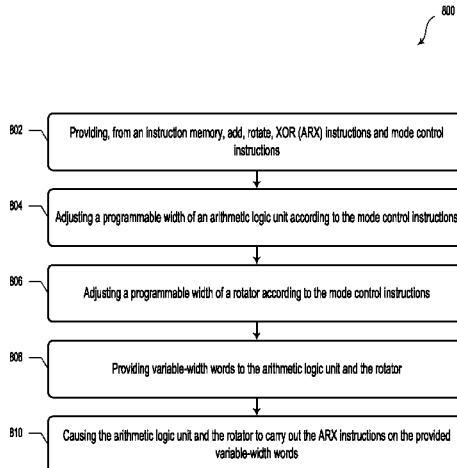 800
802
Providing, from an instruction memory, add, rotate, XOR (ARX) instructions and mode control
instructions
804
Adjusting a programmable width of an arithmetic logic unit according to the mode control instructions
806
Adjusting a programmable width of a rotator according to the mode control instructions
808
Providing variable-width words to the arithmetic logic unit and the rotator
810
Causing the arithmetic logic unit and the rotator to carry out the ARX instructions on the provided
variable-width words